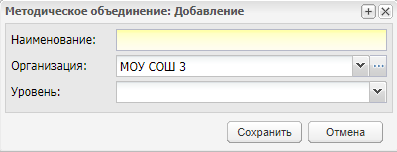 Методическое объединение: Добавление
Наименование:
Организация: МОУ СОШ 3
Уровень:
Сохранить Отмена